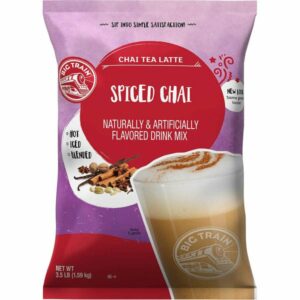 SIP INTO SIMPLE SATISFACTION!
BIG TRAIN
CHAI TEA LATTE
NEW LOOK
SPICED CHAI
NATURALLY & ARTIFICIALLY
FLAVORED DRINK MIX
HOT
ICED
BLENDED
BIG TRAIN
NET WT
3.5 LB (1.59 KG)